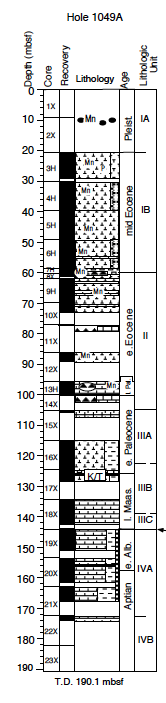 Hole 1049A
Depth (mbsf)
Core
Recovery
Lithology
Age
Lithologic
Unit
0
10
20
30
40
50
60
70
80
90
100
110
120
130
140
150
160
170
180
190
1X
2X
3H
4H
5H
6H
7H
8X
9H
10X
11X
12X
13H
14X
15X
16X
17X
18X
19X
20X
21X
22X
23X
Mn
Mn
Mn
Mn
Mn
Mn
Mn
Mn
K/T
Pleist.
mid Eocene
e. Eocene
l. Pal.
e. Paleocene
l. Maas.
e. Alb.
Aptian
IA
IB
II
IIIA
IIIB
IIIC
IVA
IVB
T.D. 190.1 mbsf